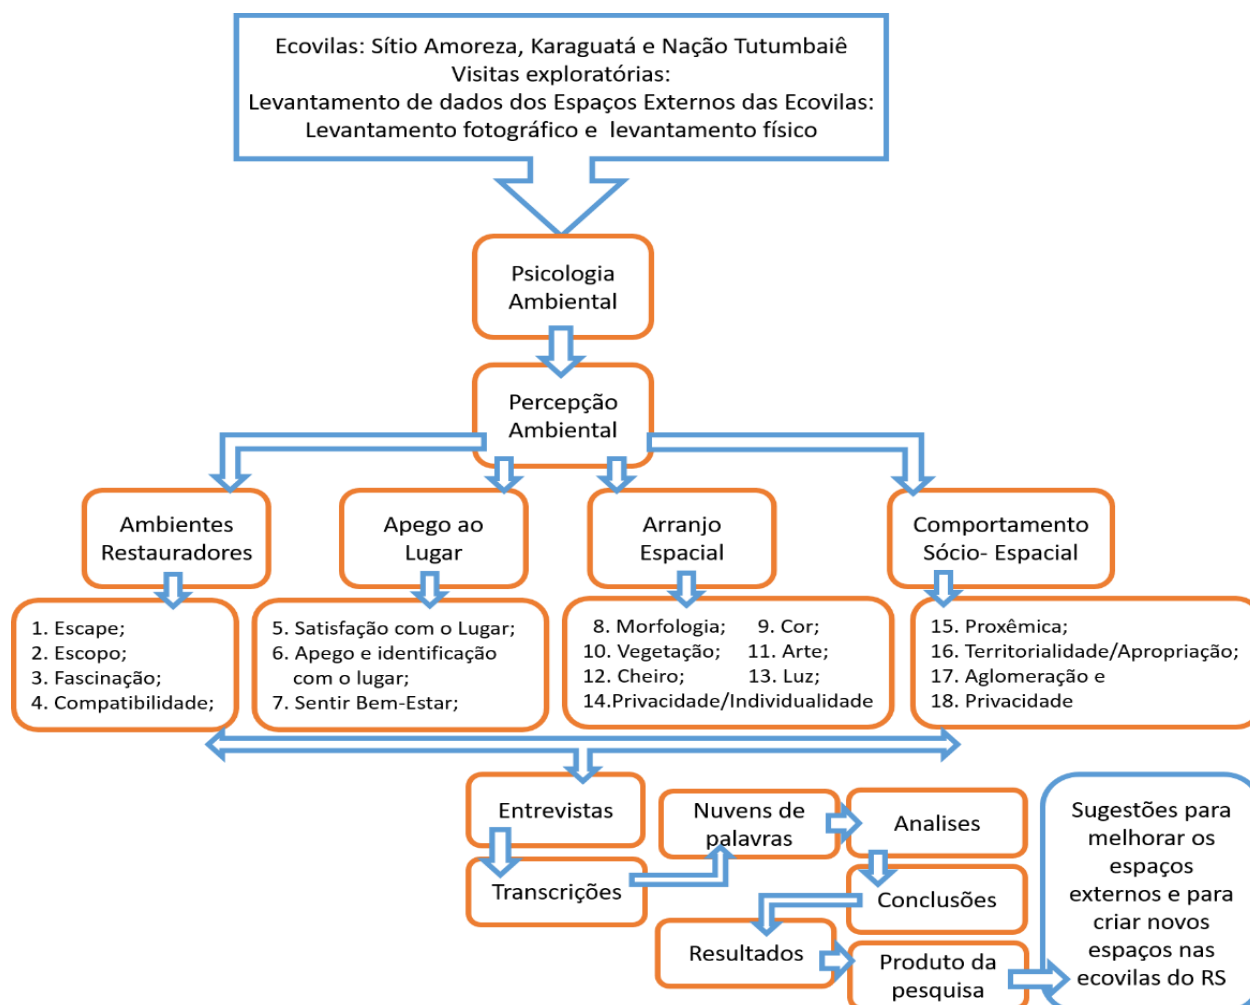 Ecovilas: Sítio Amoreza, Karaguatá e Nação Tutumbaiê
Visitas exploratórias:
Levantamento de dados dos Espaços Externos das Ecovilas:
Levantamento fotográfico e levantamento físico
Psicologia
Ambiental
Percepção
Ambiental
Ambientes
Restauradores
Apego ao
Lugar
Arranjo
Espacial
Comportamento
Sócio- Espacial
1. Escape;
2. Escopo;
3. Fascinação;
4. Compatibilidade;
5. Satisfação com o Lugar;
6. Apego e identificação
com o lugar;
7. Sentir Bem-Estar;
8. Morfologia; 9. Cor;
10. Vegetação; 11. Arte;
12. Cheiro; 13. Luz;
14.Privacidade/Individualidade
15. Proxêmica;
16. Territorialidade/Apropriação;
17. Aglomeração e
18. Privacidade
Entrevistas
Transcrições
Nuvens de
palavras
Analises
Conclusões
Resultados
Produto da
pesquisa
Sugestões para
melhorar os
espaços
externos e para
criar novos
espaços nas
ecovilas do RS